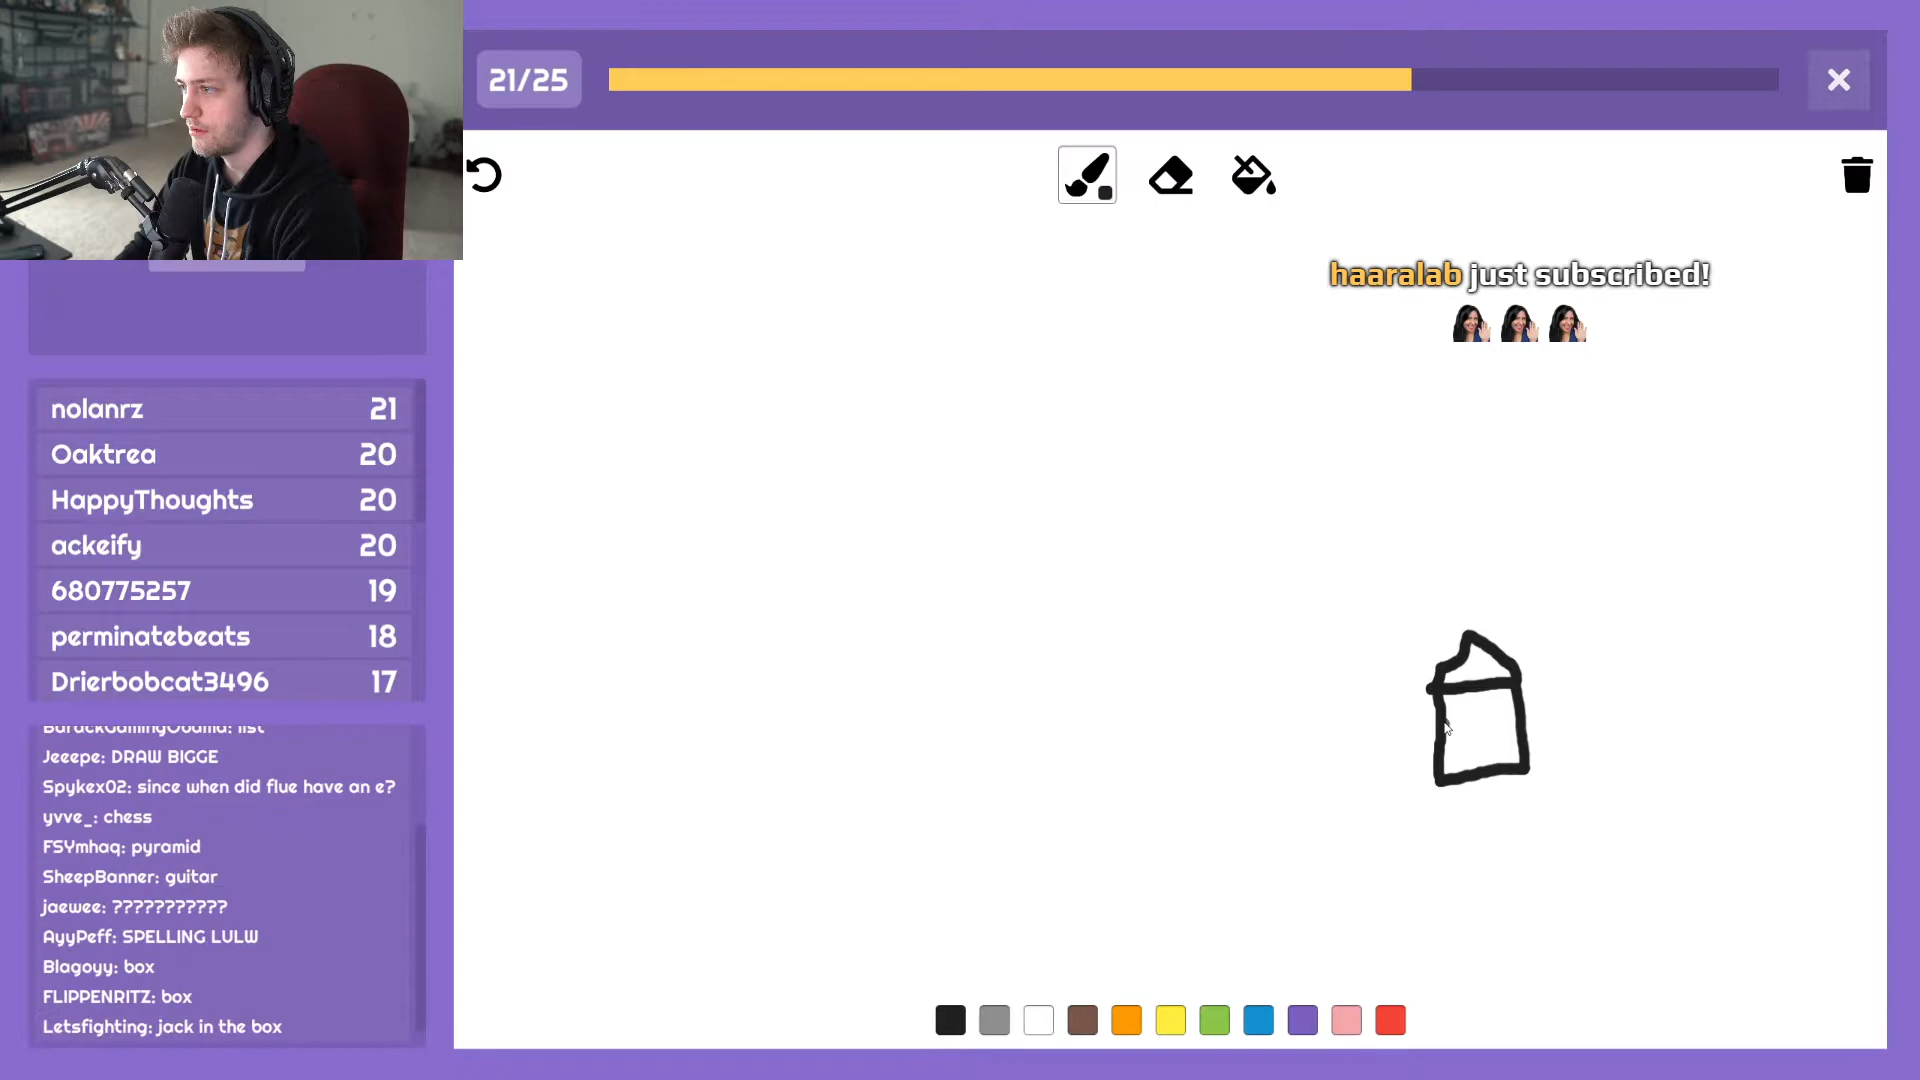 21/25
haaralab just subscribed!
nolanrz 21
Oaktrea 20
HappyThoughts 20
ackeify 20
680775257 19
perminatebeats 18
Drierbobcat3496 17
BarackGamingObama: list
Jeeepe: DRAW BIGGE
Spykex02: since when did flue have an e?
yvve_: chess
FSYmhaq: pyramid
SheepBanner: guitar
jaewee: ???????????
AyyPeff: SPELLING LULW
Blagoyy: box
FLIPPENRITZ: box
Letsfighting: jack in the box